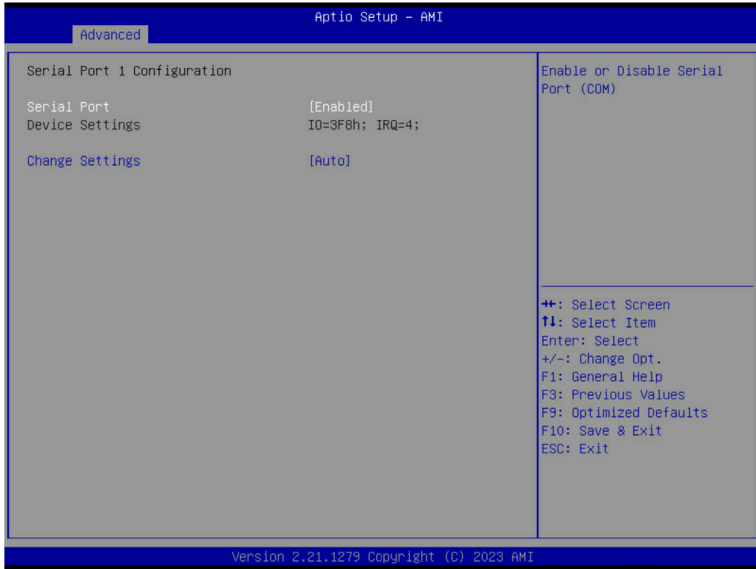 Aptio Setup – AMI
Advanced
Serial Port 1 Configuration
Serial Port [Enabled]
Device Settings IO=3F8h; IRQ=4;
Change Settings [Auto]
Enable or Disable Serial
Port (COM)
→←: Select Screen
↑↓: Select Item
Enter: Select
+/-: Change Opt.
F1: General Help
F3: Previous Values
F9: Optimized Defaults
F10: Save & Exit
ESC: Exit
Version 2.21.1279 Copyright (C) 2023 AMI